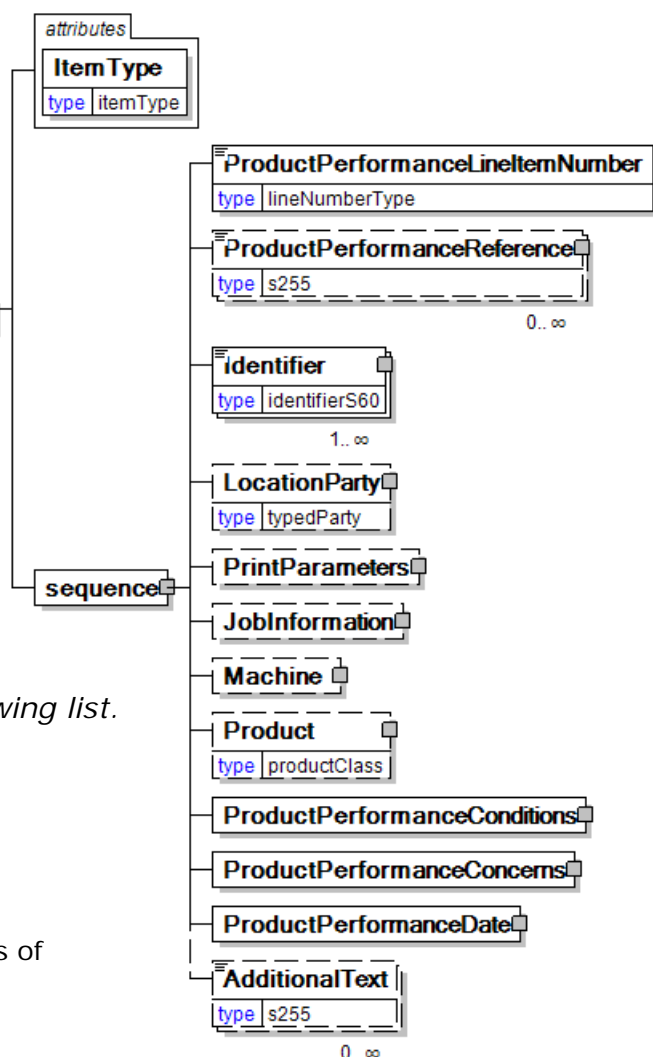 attributes
ItemType
type itemType
ProductPerformanceLineItemNumber
type lineNumberType
ProductPerformanceReference
type s255
0..∞
Identifier
type identifierS60
1..∞
LocationParty
type typedParty
PrintParameters
sequence
JobInformation
Machine
wing list.
Product
type productClass
ProductPerformanceConditions
ProductPerformanceConcerns
ProductPerformanceDate
s of
AdditionalText
type s255
0..∞